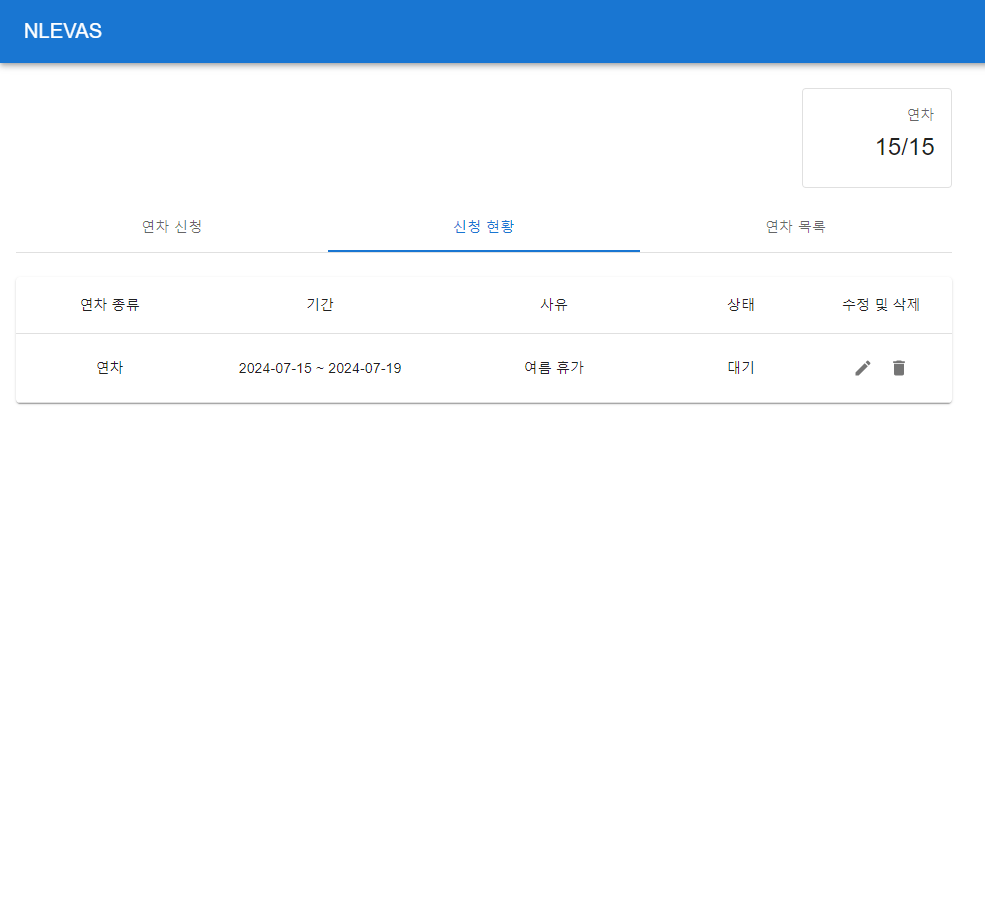 NLEVAS
연차
15/15
연차 신청 신청 현황 연차 목록
연차 종류 기간 사유 상태 수정 및 삭제
연차 2024-07-15 ~ 2024-07-19 여름 휴가 대기